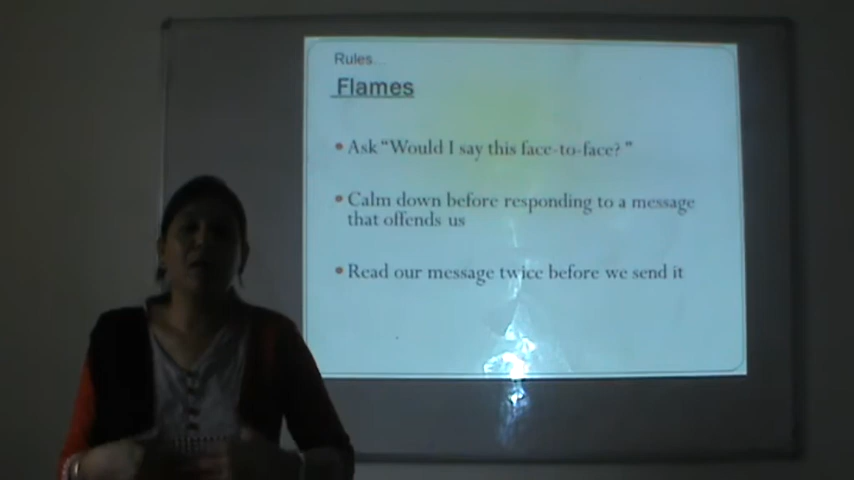 Rules...
Flames
• Ask “Would I say this face-to-face? ”
• Calm down before responding to a message
that offends us
• Read our message twice before we send it